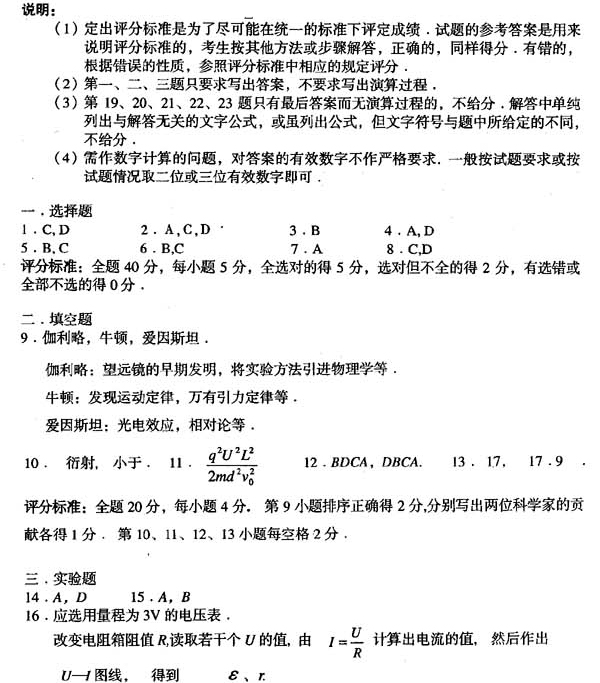 说明：
（1）定出评分标准是为了尽可能在统一的标准下评定成绩．试题的参考答案是用来
说明评分标准的，考生按其他方法或步骤解答，正确的，同样得分．有错的，
根据错误的性质，参照评分标准中相应的规定评分．
（2）第一、二、三题只要求写出答案，不要求写出演算过程．
（3）第 19、20、21、22、23 题只有最后答案而无演算过程的，不给分．解答中单纯
列出与解答无关的文字公式，或虽列出公式，但文字符号与题中所给定的不同，
不给分．
（4）需作数字计算的问题，对答案的有效数字不作严格要求．一般按试题要求或按
试题情况取二位或三位有效数字即可．
一．选择题
1．C, D 2．A, C, D 3．B 4．A, D
5．B, C 6．B,C 7．A 8．C,D
评分标准：全题 40 分，每小题 5 分，全选对的得 5 分，选对但不全的得 2 分，有选错或
全部不选的得 0 分．
二．填空题
9．伽利略，牛顿，爱因斯坦．
伽利略：望远镜的早期发明，将实验方法引进物理学等．
牛顿：发现运动定律，万有引力定律等．
爱因斯坦：光电效应，相对论等．
10． 衍射, 小于． 11． q²U²L²/2md²v₀² 12．BDCA，DBCA. 13．17, 17.9．
评分标准：全题 20 分，每小题 4 分．第 9 小题排序正确得 2 分,分别写出两位科学家的贡
献各得 1 分．第 10、11、12、13 小题每空格 2 分．
三．实验题
14．A，D 15．A，B
16．应选用量程为 3V 的电压表．
改变电阻箱阻值 R,读取若干个 U 的值, 由 I=U/R 计算出电流的值, 然后作出
U—I 图线， 得到 ε、r.